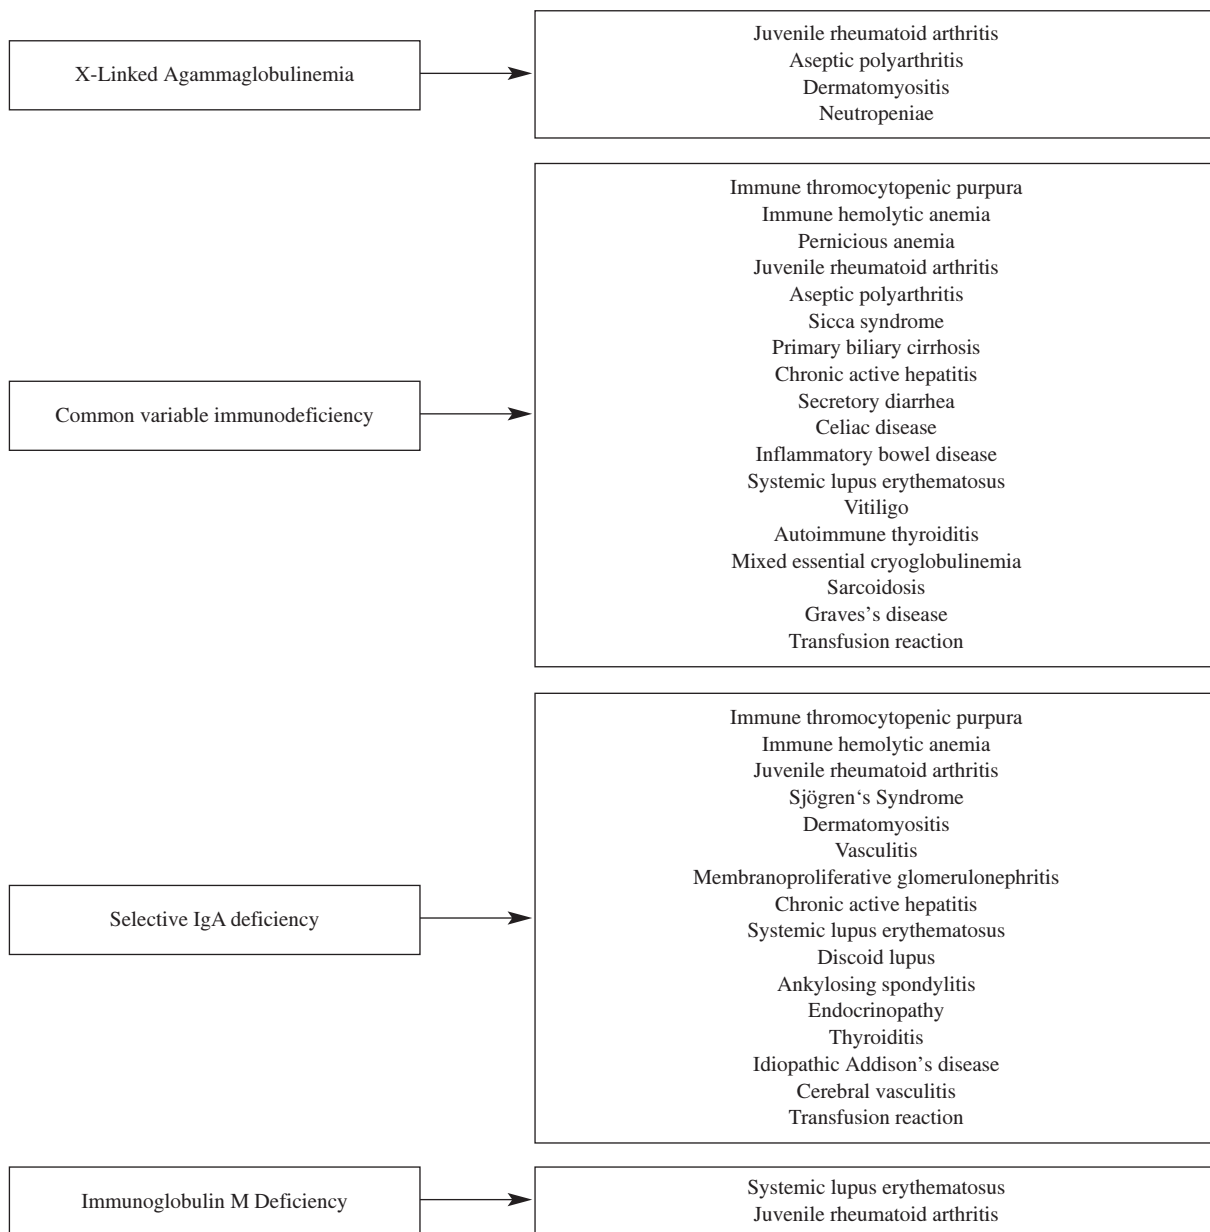 X-Linked Agammaglobulinemia
Juvenile rheumatoid arthritis
Aseptic polyarthritis
Dermatomyositis
Neutropeniae
Common variable immunodeficiency
Immune thromocytopenic purpura
Immune hemolytic anemia
Pernicious anemia
Juvenile rheumatoid arthritis
Aseptic polyarthritis
Sicca syndrome
Primary biliary cirrhosis
Chronic active hepatitis
Secretory diarrhea
Celiac disease
Inflammatory bowel disease
Systemic lupus erythematosus
Vitiligo
Autoimmune thyroiditis
Mixed essential cryoglobulinemia
Sarcoidosis
Graves’s disease
Transfusion reaction
Selective IgA deficiency
Immune thromocytopenic purpura
Immune hemolytic anemia
Juvenile rheumatoid arthritis
Sjögren‘s Syndrome
Dermatomyositis
Vasculitis
Membranoproliferative glomerulonephritis
Chronic active hepatitis
Systemic lupus erythematosus
Discoid lupus
Ankylosing spondylitis
Endocrinopathy
Thyroiditis
Idiopathic Addison’s disease
Cerebral vasculitis
Transfusion reaction
Immunoglobulin M Deficiency
Systemic lupus erythematosus
Juvenile rheumatoid arthritis